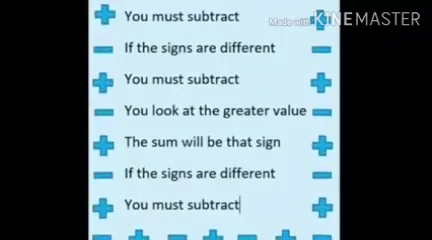 You must subtract
Made with KINEMASTER
If the signs are different
You must subtract
You look at the greater value
The sum will be that sign
If the signs are different
You must subtract